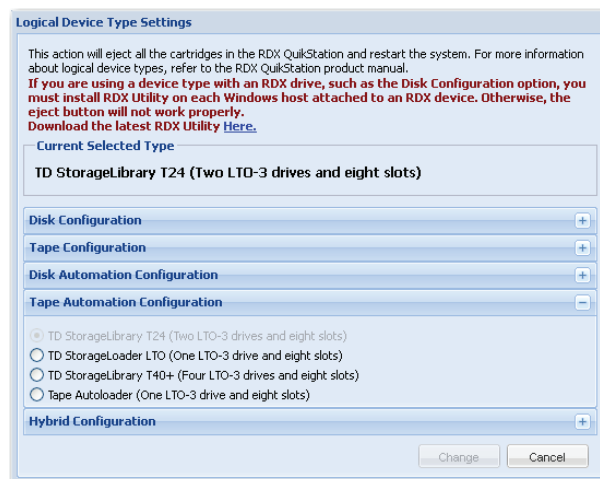 Logical Device Type Settings
This action will eject all the cartridges in the RDX QuikStation and restart the system. For more information
about logical device types, refer to the RDX QuikStation product manual.
If you are using a device type with an RDX drive, such as the Disk Configuration option, you
must install RDX Utility on each Windows host attached to an RDX device. Otherwise, the
eject button will not work properly.
Download the latest RDX Utility Here.
Current Selected Type
TD StorageLibrary T24 (Two LTO-3 drives and eight slots)
Disk Configuration
Tape Configuration
Disk Automation Configuration
Tape Automation Configuration
TD StorageLibrary T24 (Two LTO-3 drives and eight slots)
TD StorageLoader LTO (One LTO-3 drive and eight slots)
TD StorageLibrary T40+ (Four LTO-3 drives and eight slots)
Tape Autoloader (One LTO-3 drive and eight slots)
Hybrid Configuration
Change Cancel